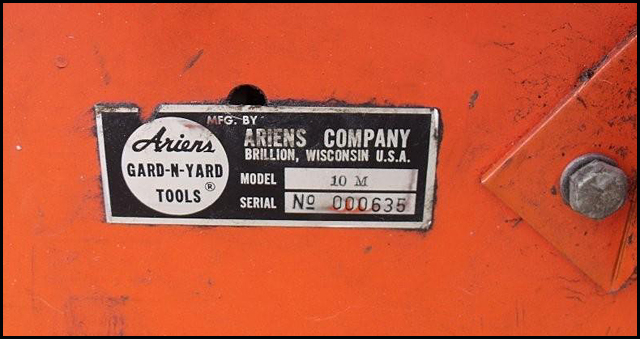 MFG. BY
Ariens
GARD-N-YARD
TOOLS ®
ARIENS COMPANY
BRILLION, WISCONSIN U.S.A.
MODEL 10 M
SERIAL Nº 000635